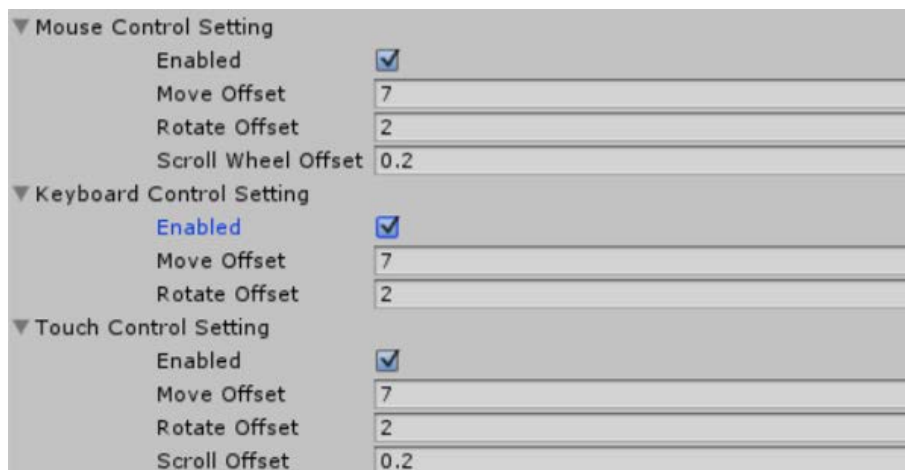 Mouse Control Setting
Enabled
Move Offset 7
Rotate Offset 2
Scroll Wheel Offset 0.2
Keyboard Control Setting
Enabled
Move Offset 7
Rotate Offset 2
Touch Control Setting
Enabled
Move Offset 7
Rotate Offset 2
Scroll Offset 0.2